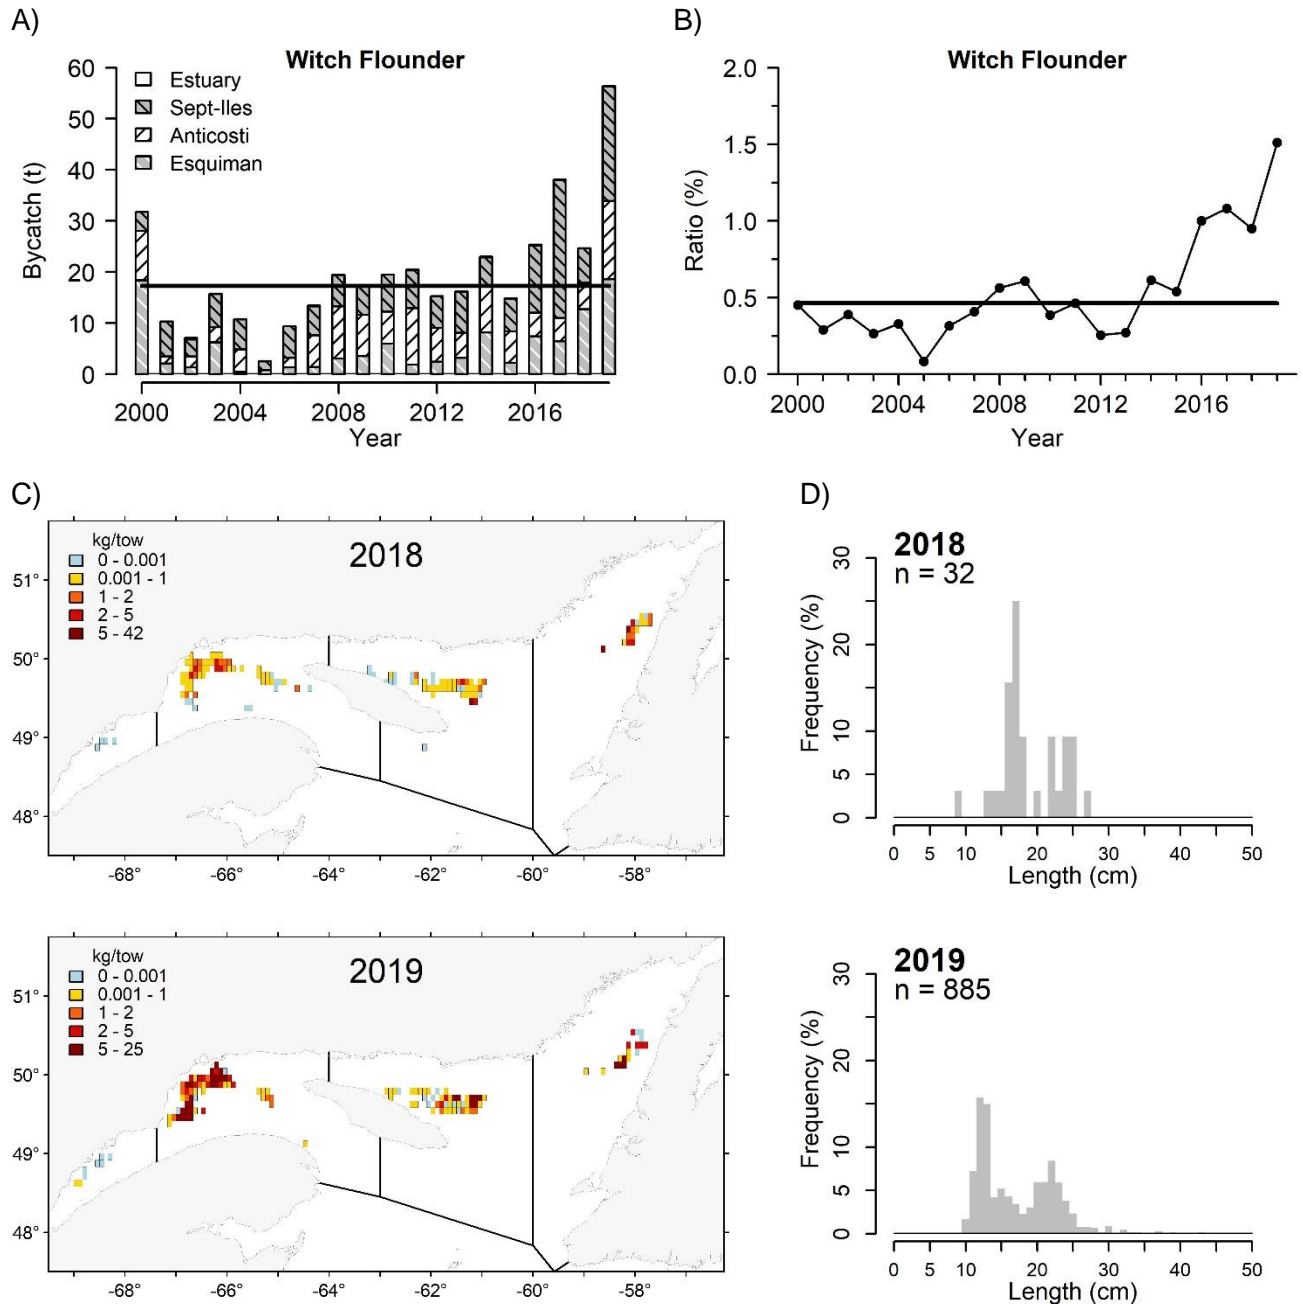 A)
Witch Flounder
Estuary
Sept-Iles
Anticosti
Esquiman
Bycatch (t)
60
50
40
30
20
10
0
2000 2004 2008 2012 2016
Year
B)
Witch Flounder
Ratio (%)
2.0
1.5
1.0
0.5
0.0
2000 2004 2008 2012 2016
Year
C)
2018
kg/tow
0 - 0.001
0.001 - 1
1 - 2
2 - 5
5 - 42
51°
50°
49°
48°
-68° -66° -64° -62° -60° -58°
D)
2018
n = 32
Frequency (%)
30
20
10
5
0
0 5 10 20 30 40 50
Length (cm)
2019
kg/tow
0 - 0.001
0.001 - 1
1 - 2
2 - 5
5 - 25
51°
50°
49°
48°
-68° -66° -64° -62° -60° -58°
2019
n = 885
Frequency (%)
30
20
10
5
0
0 5 10 20 30 40 50
Length (cm)